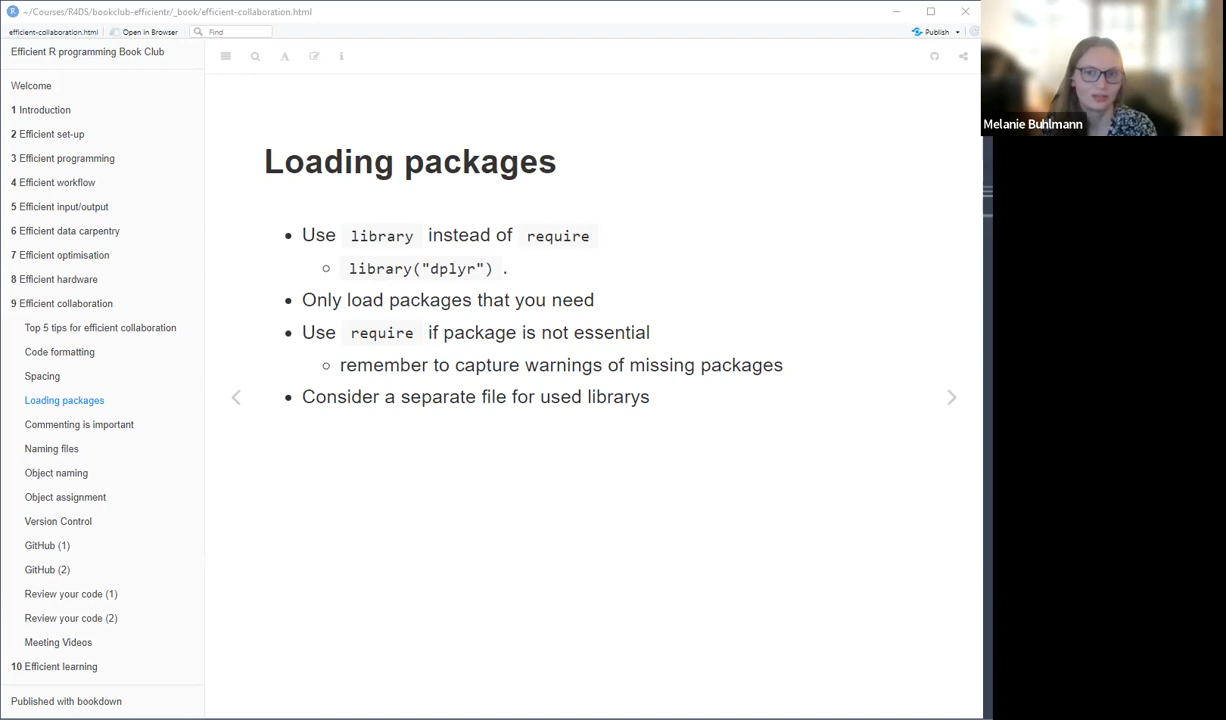 ~/Courses/R4DS/bookclub-efficientr/_book/efficient-collaboration.html
efficient-collaboration.html
Open in Browser
Find
Publish
Efficient R programming Book Club
Welcome
1 Introduction
2 Efficient set-up
3 Efficient programming
4 Efficient workflow
5 Efficient input/output
6 Efficient data carpentry
7 Efficient optimisation
8 Efficient hardware
9 Efficient collaboration
Top 5 tips for efficient collaboration
Code formatting
Spacing
Loading packages
Commenting is important
Naming files
Object naming
Object assignment
Version Control
GitHub (1)
GitHub (2)
Review your code (1)
Review your code (2)
Meeting Videos
10 Efficient learning
Published with bookdown
Loading packages
Use library instead of require
library("dplyr") .
Only load packages that you need
Use require if package is not essential
remember to capture warnings of missing packages
Consider a separate file for used librarys
Melanie Buhlmann